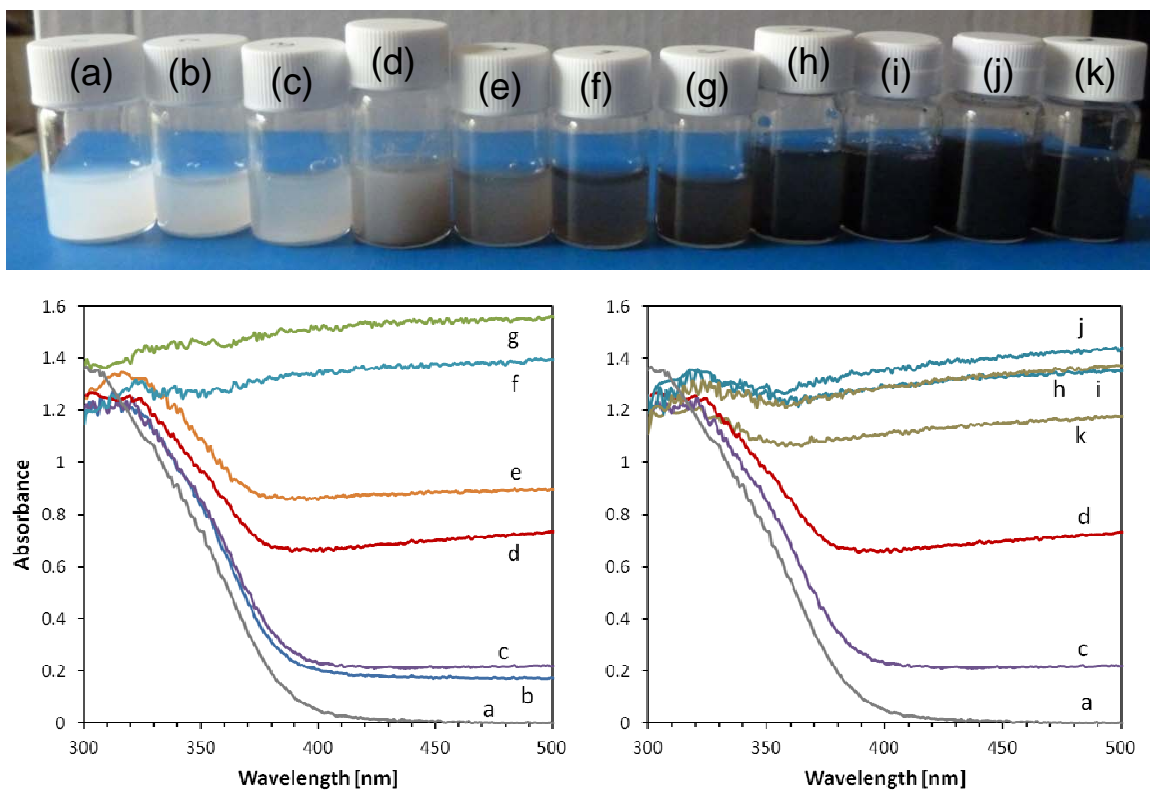 (a) (b) (c) (d) (e) (f) (g) (h) (i) (j) (k)
1.6
1.4
1.2
1
0.8
0.6
0.4
0.2
0
Absorbance
g
f
e
d
c
b
a
300 350 400 450 500
Wavelength [nm]
1.6
1.4
1.2
1
0.8
0.6
0.4
0.2
0
j
h i
k
d
c
a
300 350 400 450 500
Wavelength [nm]